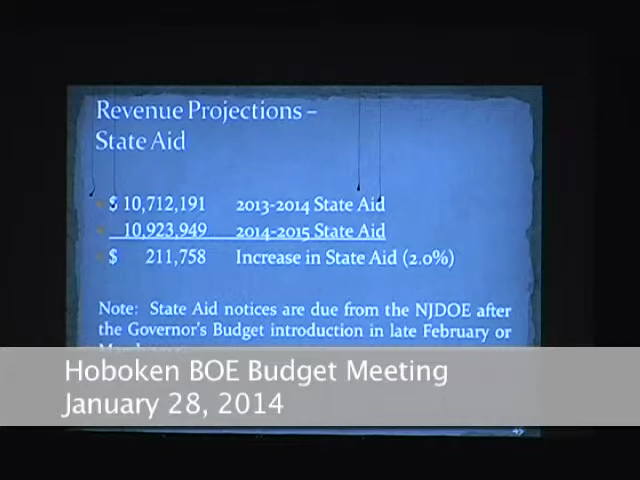 Revenue Projections –
State Aid
$ 10,712,191 2013-2014 State Aid
10,923,949 2014-2015 State Aid
$ 211,758 Increase in State Aid (2.0%)
Note: State Aid notices are due from the NJDOE after
the Governor's Budget introduction in late February or
Hoboken BOE Budget Meeting
January 28, 2014